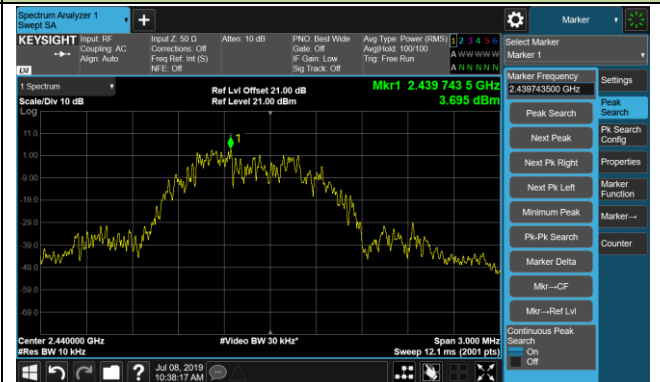 Spectrum Analyzer 1
Swept SA
KEYSIGHT
Input: RF
Coupling: AC
Align: Auto
Input Z: 50 Ω
Corrections: Off
Freq Ref: Int (S)
NFE: Off
Atten: 10 dB
PNO: Best Wide
Gate: Off
IF Gain: Low
Sig Track: Off
Avg Type: Power (RMS)
Avg|Hold: 100/100
Trig: Free Run
1 2 3 4 5 6
A W W W W W
A N N N N N
LXI
1 Spectrum
Scale/Div 10 dB
Ref Lvl Offset 21.00 dB
Ref Level 21.00 dBm
Mkr1 2.439 743 5 GHz
3.695 dBm
Log
11.0
1.00
-9.00
-19.0
-29.0
-39.0
-49.0
-59.0
-69.0
1
Center 2.440000 GHz
#Res BW 10 kHz
#Video BW 30 kHz*
Span 3.000 MHz
Sweep 12.1 ms (2001 pts)
Jul 08, 2019
10:38:17 AM
Marker
Select Marker
Marker 1
Marker Frequency
2.439743500 GHz
Peak Search
Next Peak
Next Pk Right
Next Pk Left
Minimum Peak
Pk-Pk Search
Marker Delta
Mkr→CF
Mkr→Ref Lvl
Continuous Peak
Search
On
Off
Settings
Peak
Search
Pk Search
Config
Properties
Marker
Function
Marker→
Counter